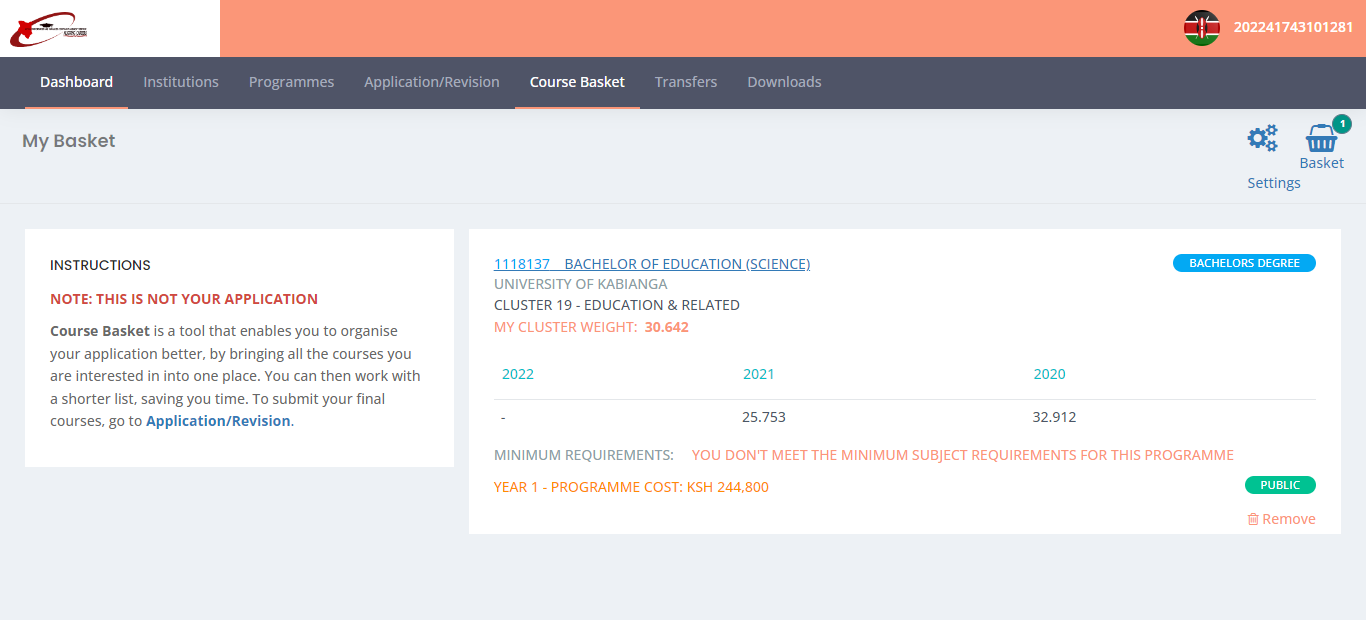 202241743101281
Dashboard Institutions Programmes Application/Revision Course Basket Transfers Downloads
My Basket
1
Basket
Settings
INSTRUCTIONS
NOTE: THIS IS NOT YOUR APPLICATION
Course Basket is a tool that enables you to organise
your application better, by bringing all the courses you
are interested in into one place. You can then work with
a shorter list, saving you time. To submit your final
courses, go to Application/Revision.
1118137 BACHELOR OF EDUCATION (SCIENCE)
BACHELORS DEGREE
UNIVERSITY OF KABIANGA
CLUSTER 19 - EDUCATION & RELATED
MY CLUSTER WEIGHT: 30.642
2022 2021 2020
- 25.753 32.912
MINIMUM REQUIREMENTS: YOU DON'T MEET THE MINIMUM SUBJECT REQUIREMENTS FOR THIS PROGRAMME
YEAR 1 - PROGRAMME COST: KSH 244,800
PUBLIC
Remove